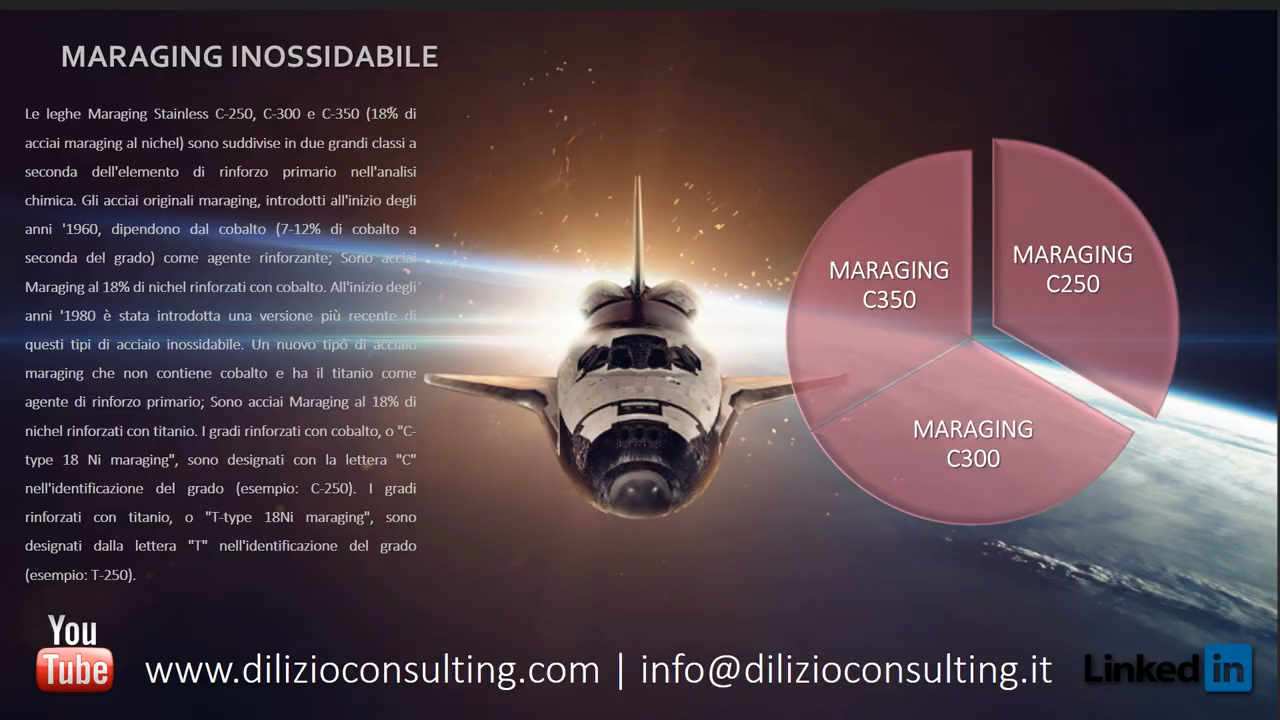 MARAGING INOSSIDABILE
Le leghe Maraging Stainless C-250, C-300 e C-350 (18% di
acciai maraging al nichel) sono suddivise in due grandi classi a
seconda dell'elemento di rinforzo primario nell'analisi
chimica. Gli acciai originali maraging, introdotti all'inizio degli
anni '1960, dipendono dal cobalto (7-12% di cobalto a
seconda del grado) come agente rinforzante; Sono acciai
Maraging al 18% di nichel rinforzati con cobalto. All'inizio degli
anni '1980 è stata introdotta una versione più recente di
questi tipi di acciaio inossidabile. Un nuovo tipo di acciaio
maraging che non contiene cobalto e ha il titanio come
agente di rinforzo primario; Sono acciai Maraging al 18% di
nichel rinforzati con titanio. I gradi rinforzati con cobalto, o "C-
type 18 Ni maraging", sono designati con la lettera "C"
nell'identificazione del grado (esempio: C-250). I gradi
rinforzati con titanio, o "T-type 18Ni maraging", sono
designati dalla lettera "T" nell'identificazione del grado
(esempio: T-250).
MARAGING
C350
MARAGING
C250
MARAGING
C300
You
Tube
www.dilizioconsulting.com | info@dilizioconsulting.it
Linked in